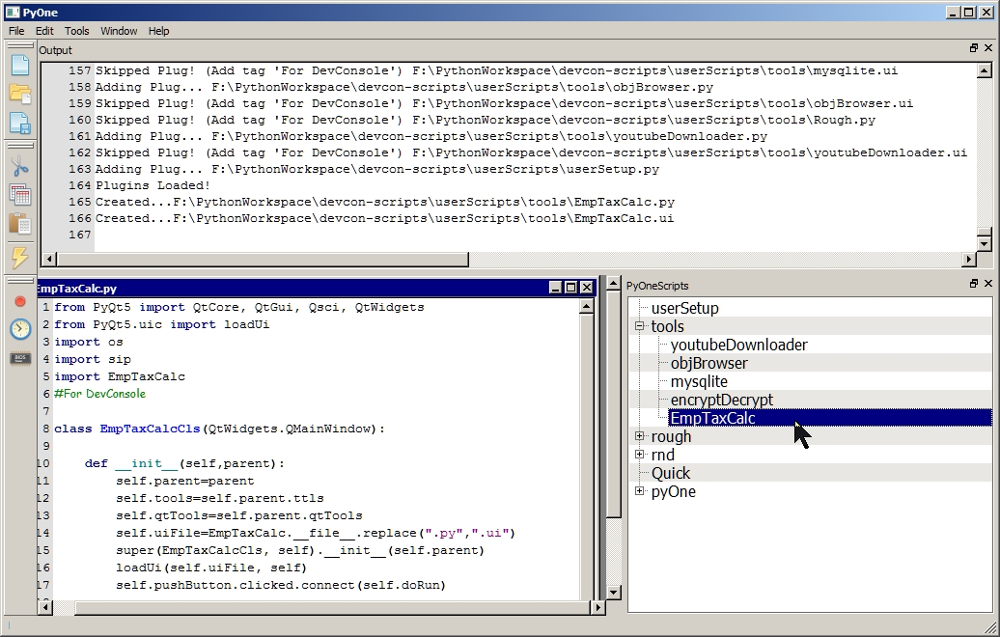 PyOne
File Edit Tools Window Help
Output
157 Skipped Plug! (Add tag 'For DevConsole') F:\PythonWorkspace\devcon-scripts\userScripts\tools\mysqlite.ui
158 Adding Plug... F:\PythonWorkspace\devcon-scripts\userScripts\tools\objBrowser.py
159 Skipped Plug! (Add tag 'For DevConsole') F:\PythonWorkspace\devcon-scripts\userScripts\tools\objBrowser.ui
160 Skipped Plug! (Add tag 'For DevConsole') F:\PythonWorkspace\devcon-scripts\userScripts\tools\Rough.py
161 Adding Plug... F:\PythonWorkspace\devcon-scripts\userScripts\tools\youtubeDownloader.py
162 Skipped Plug! (Add tag 'For DevConsole') F:\PythonWorkspace\devcon-scripts\userScripts\tools\youtubeDownloader.ui
163 Adding Plug... F:\PythonWorkspace\devcon-scripts\userScripts\userSetup.py
164 Plugins Loaded!
165 Created...F:\PythonWorkspace\devcon-scripts\userScripts\tools\EmpTaxCalc.py
166 Created...F:\PythonWorkspace\devcon-scripts\userScripts\tools\EmpTaxCalc.ui
167
EmpTaxCalc.py
1 from PyQt5 import QtCore, QtGui, Qsci, QtWidgets
2 from PyQt5.uic import loadUi
3 import os
4 import sip
5 import EmpTaxCalc
6 #For DevConsole
7
8 class EmpTaxCalcCls(QtWidgets.QMainWindow):
9
10 def __init__(self,parent):
11 self.parent=parent
12 self.tools=self.parent.ttls
13 self.qtTools=self.parent.qtTools
14 self.uiFile=EmpTaxCalc.__file__.replace(".py",".ui")
15 super(EmpTaxCalcCls, self).__init__(self.parent)
16 loadUi(self.uiFile, self)
17 self.pushButton.clicked.connect(self.doRun)
PyOneScripts
userSetup
tools
youtubeDownloader
objBrowser
mysqlite
encryptDecrypt
EmpTaxCalc
rough
rnd
Quick
pyOne
BIOS